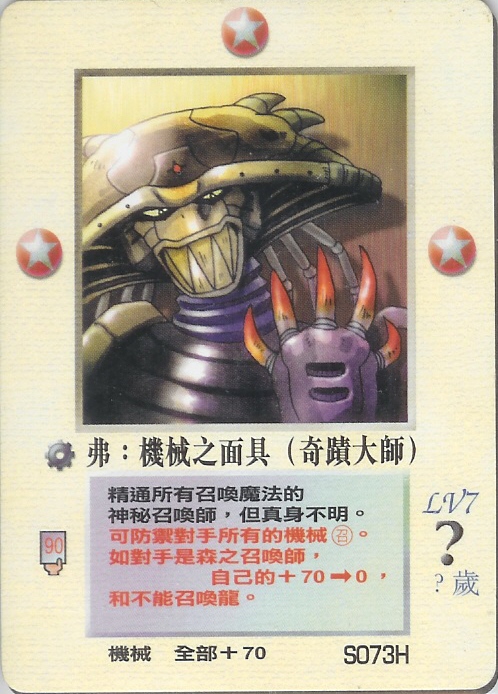 弗：機械之面具（奇蹟大師）
精通所有召喚魔法的
神秘召喚師，但真身不明。
可防禦對手所有的機械㊂。
如對手是森之召喚師，
自己的＋70➡0，
和不能召喚龍。
90
LV7
?
?歲
機械 全部＋70
S073H